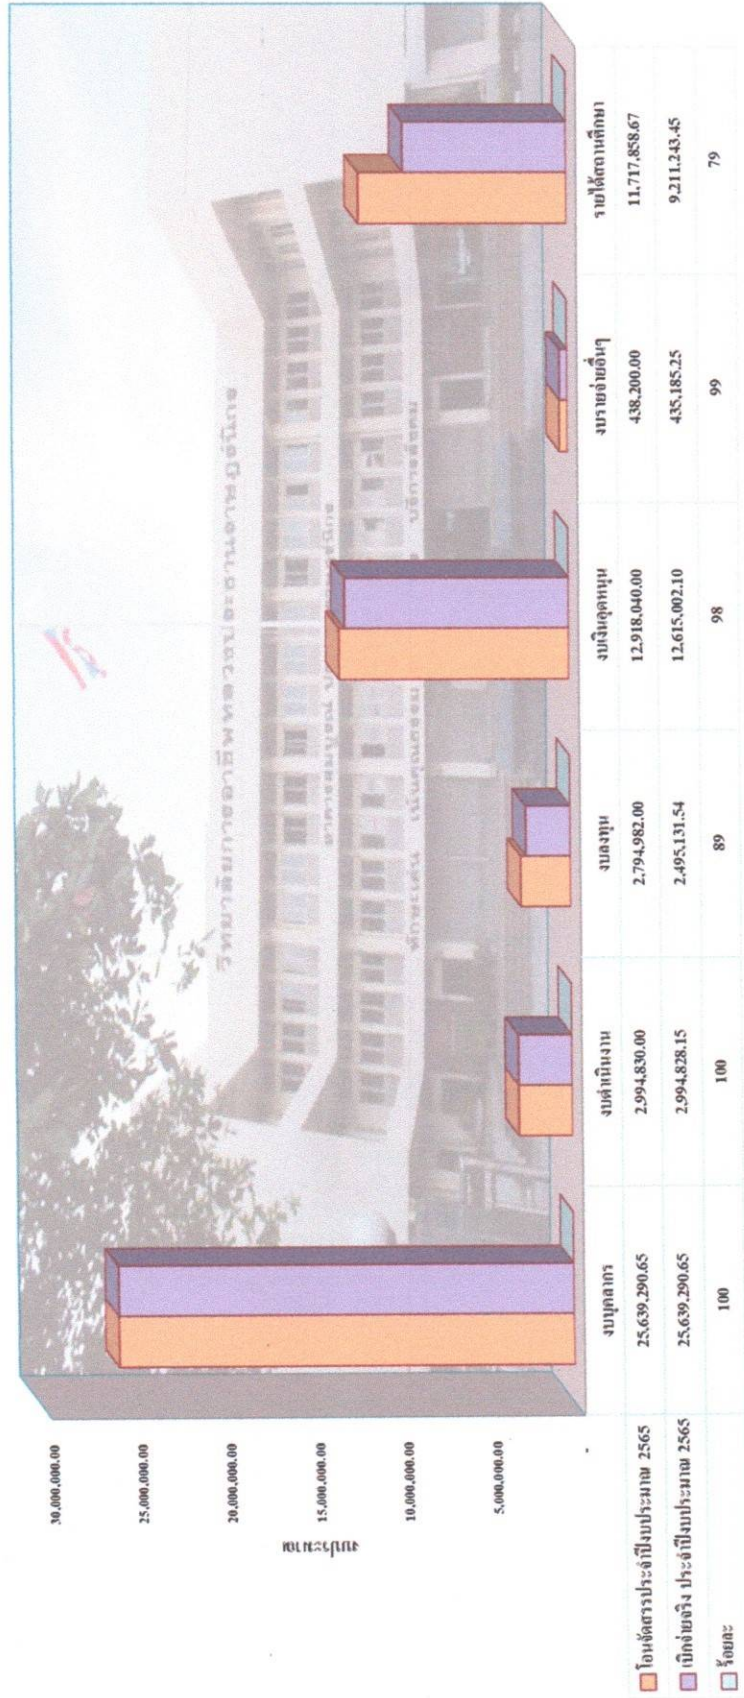 30,000,000.00
25,000,000.00
20,000,000.00
15,000,000.00
10,000,000.00
5,000,000.00
-
งบประมาณ
งบบุคลากร งบดำเนินงาน งบลงทุน งบเงินอุดหนุน งบรายจ่ายอื่นๆ รายได้สถานศึกษา
โอนจัดสรรประจำปีงบประมาณ 2565 25,639,290.65 2,994,830.00 2,794,982.00 12,918,040.00 438,200.00 11,717,858.67
เบิกจ่ายจริง ประจำปีงบประมาณ 2565 25,639,290.65 2,994,828.15 2,495,131.54 12,615,002.10 435,185.25 9,211,243.45
ร้อยละ 100 100 89 98 99 79